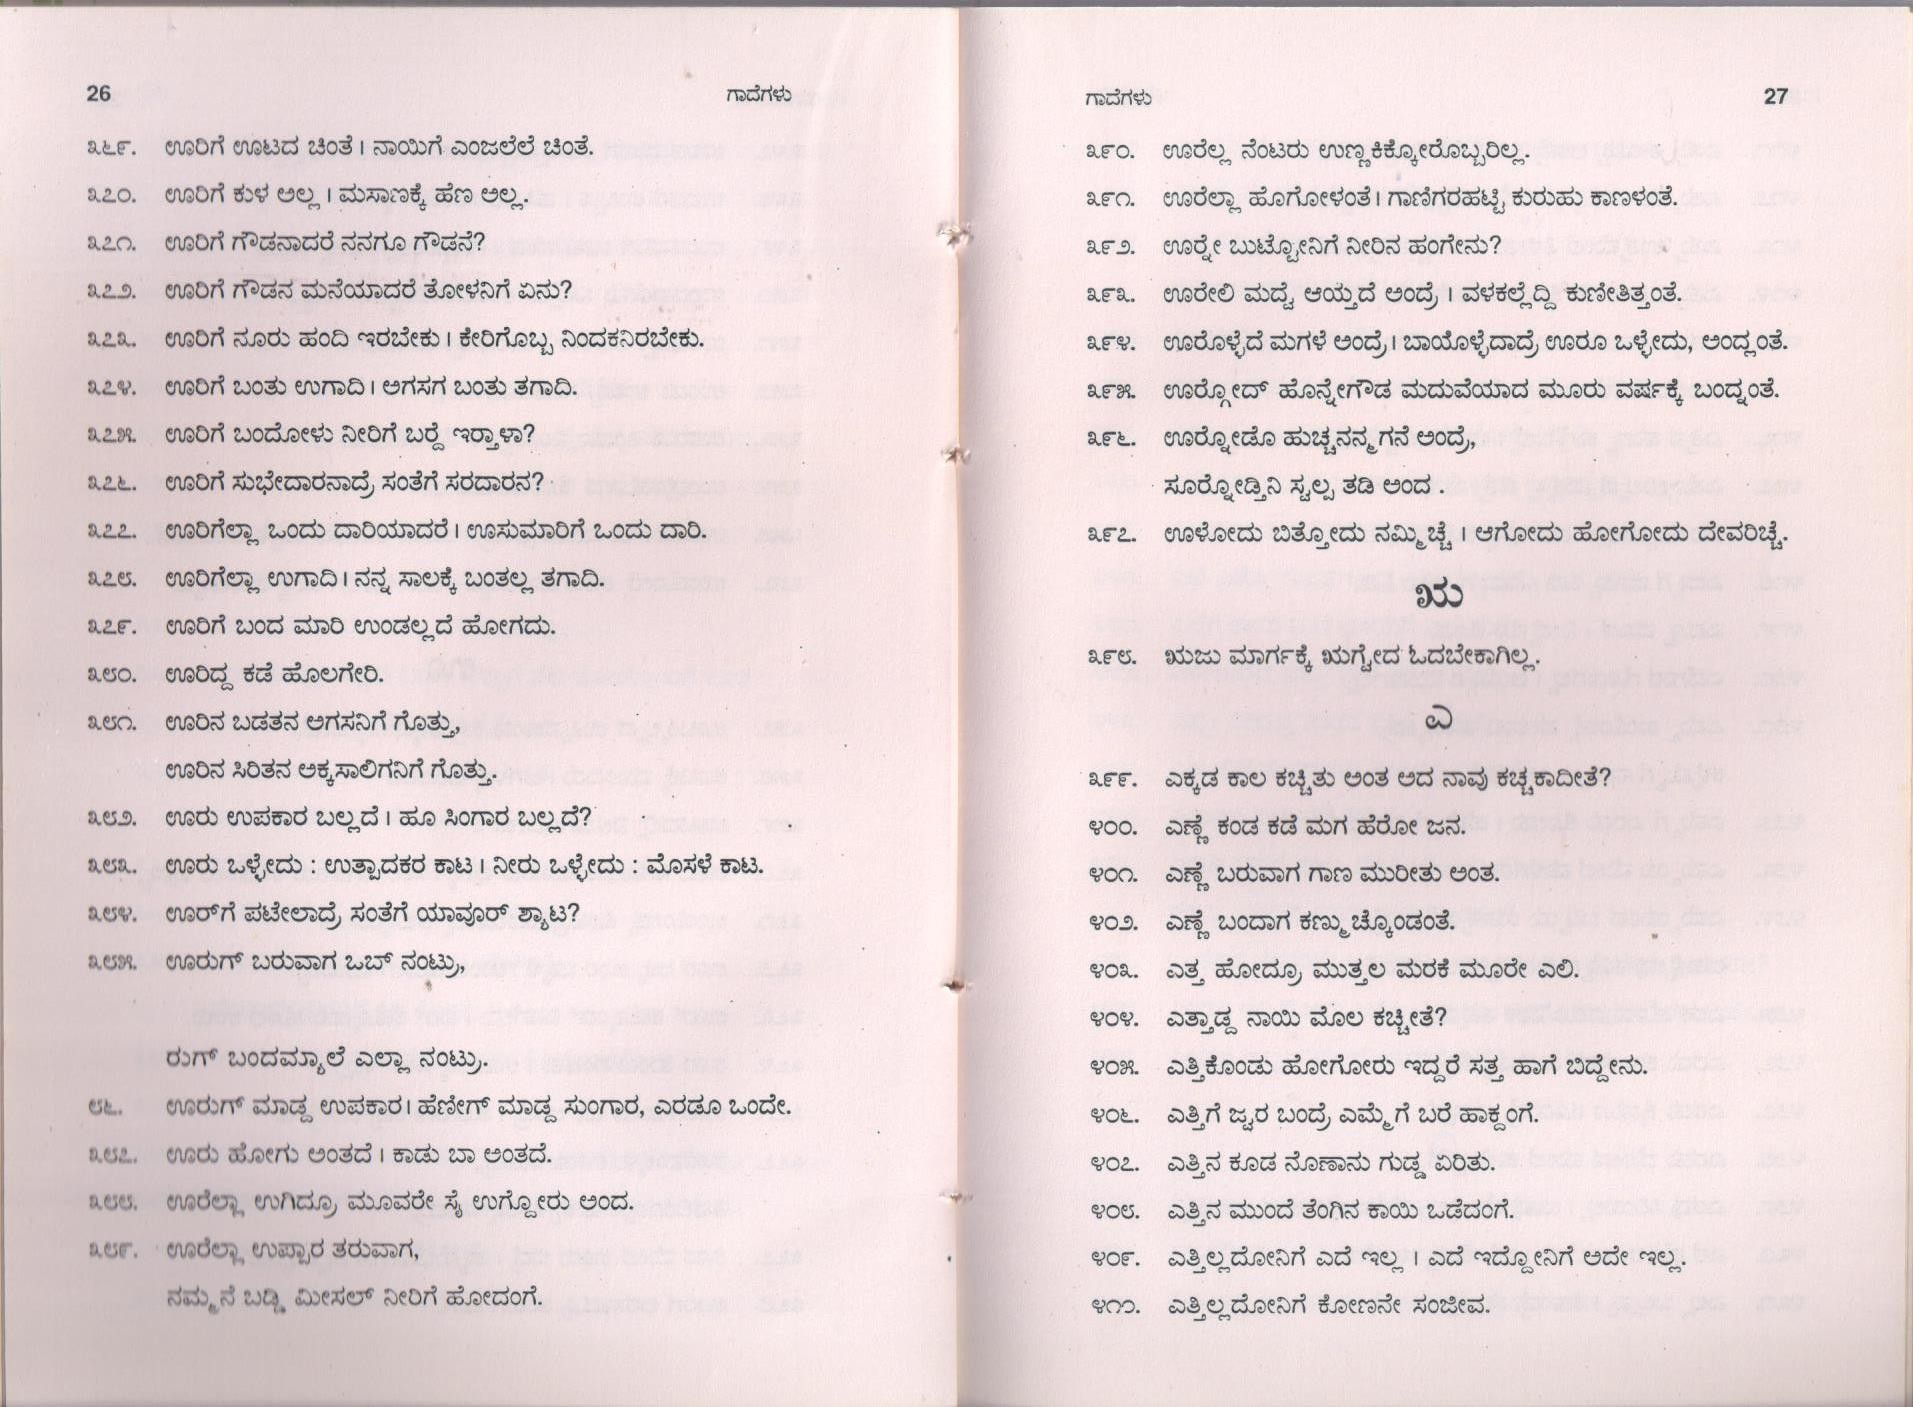 26 ಗಾದೆಗಳು
೩೬೯. ಊರಿಗೆ ಊಟದ ಚಿಂತೆ । ನಾಯಿಗೆ ಎಂಜಲೆಲೆ ಚಿಂತೆ.
೩೭೦. ಊರಿಗೆ ಕುಳ ಅಲ್ಲ । ಮಸಾಣಕ್ಕೆ ಹೆಣ ಅಲ್ಲ.
೩೭೧. ಊರಿಗೆ ಗೌಡನಾದರೆ ನನಗೂ ಗೌಡನೆ?
೩೭೨. ಊರಿಗೆ ಗೌಡನ ಮನೆಯಾದರೆ ತೋಳನಿಗೆ ಏನು?
೩೭೩. ಊರಿಗೆ ನೂರು ಹಂದಿ ಇರಬೇಕು । ಕೇರಿಗೊಬ್ಬ ನಿಂದಕನಿರಬೇಕು.
೩೭೪. ಊರಿಗೆ ಬಂತು ಉಗಾದಿ । ಅಗಸಗ ಬಂತು ತಗಾದಿ.
೩೭೫. ಊರಿಗೆ ಬಂದೋಳು ನೀರಿಗೆ ಬರ‍್ದೆ ಇರ‍್ತಾಳಾ?
೩೭೬. ಊರಿಗೆ ಸುಭೇದಾರನಾದ್ರೆ ಸಂತೆಗೆ ಸರದಾರನ?
೩೭೭. ಊರಿಗೆಲ್ಲಾ ಒಂದು ದಾರಿಯಾದರೆ । ಊಸುಮಾರಿಗೆ ಒಂದು ದಾರಿ.
೩೭೮. ಊರಿಗೆಲ್ಲಾ ಉಗಾದಿ । ನನ್ನ ಸಾಲಕ್ಕೆ ಬಂತಲ್ಲ ತಗಾದಿ.
೩೭೯. ಊರಿಗೆ ಬಂದ ಮಾರಿ ಉಂಡಲ್ಲದೆ ಹೋಗದು.
೩೮೦. ಊರಿದ್ದ ಕಡೆ ಹೊಲಗೇರಿ.
೩೮೧. ಊರಿನ ಬಡತನ ಅಗಸನಿಗೆ ಗೊತ್ತು,
ಊರಿನ ಸಿರಿತನ ಅಕ್ಕಸಾಲಿಗನಿಗೆ ಗೊತ್ತು.
೩೮೨. ಊರು ಉಪಕಾರ ಬಲ್ಲದೆ । ಹೂ ಸಿಂಗಾರ ಬಲ್ಲದೆ?
೩೮೩. ಊರು ಒಳ್ಳೇದು : ಉತ್ಪಾದಕರ ಕಾಟ । ನೀರು ಒಳ್ಳೇದು : ಮೊಸಳೆ ಕಾಟ.
೩೮೪. ಊರ್‌ಗೆ ಪಟೇಲಾದ್ರೆ ಸಂತೆಗೆ ಯಾವೂರ್ ಶ್ಯಾಟ?
೩೮೫. ಊರುಗ್ ಬರುವಾಗ ಒಬ್ ನಂಟ್ರು,
ರುಗ್ ಬಂದಮ್ಯಾಲೆ ಎಲ್ಲಾ ನಂಟ್ರು.
೮೬. ಊರುಗ್ ಮಾಡ್ದ ಉಪಕಾರ । ಹೆಣೀಗ್ ಮಾಡ್ದ ಸುಂಗಾರ, ಎರಡೂ ಒಂದೇ.
೩೮೭. ಊರು ಹೋಗು ಅಂತದೆ । ಕಾಡು ಬಾ ಅಂತದೆ.
೩೮೮. ಊರೆಲ್ಲಾ ಉಗಿದ್ರೂ ಮೂವರೇ ಸೈ ಉಗ್ದೋರು ಅಂದ.
೩೮೯. ಊರೆಲ್ಲಾ ಉಪ್ಪಾರ ತರುವಾಗ,
ನಮ್ಮನೆ ಬಡ್ಡಿ ಮೀಸಲ್ ನೀರಿಗೆ ಹೋದಂಗೆ.
ಗಾದೆಗಳು 27
೩೯೦. ಊರೆಲ್ಲ ನೆಂಟರು ಉಣ್ಣಕಿಕ್ಕೋರೊಬ್ಬರಿಲ್ಲ.
೩೯೧. ಊರೆಲ್ಲಾ ಹೊಗೋಳಂತೆ । ಗಾಣಿಗರಹಟ್ಟಿ ಕುರುಹು ಕಾಣಳಂತೆ.
೩೯೨. ಊರ‍್ನೇ ಬುಟ್ಟೋನಿಗೆ ನೀರಿನ ಹಂಗೇನು?
೩೯೩. ಊರೇಲಿ ಮದ್ವೆ ಆಯ್ತದೆ ಅಂದ್ರೆ । ವಳಕಲ್ಲೆದ್ದಿ ಕುಣೀತಿತ್ತಂತೆ.
೩೯೪. ಊರೊಳ್ಳೆದೆ ಮಗಳೆ ಅಂದ್ರೆ । ಬಾಯೊಳ್ಳೆದಾದ್ರೆ ಊರೂ ಒಳ್ಳೇದು, ಅಂದ್ಲಂತೆ.
೩೯೫. ಊರ‍್ಗೋದ್ ಹೊನ್ನೇಗೌಡ ಮದುವೆಯಾದ ಮೂರು ವರ್ಷಕ್ಕೆ ಬಂದ್ನಂತೆ.
೩೯೬. ಊರ‍್ನೋಡೊ ಹುಚ್ಚನನ್ಮಗನೆ ಅಂದ್ರೆ,
ಸೂರ‍್ನೋಡ್ತಿನಿ ಸ್ವಲ್ಪ ತಡಿ ಅಂದ .
೩೯೭. ಊಳೋದು ಬಿತ್ತೋದು ನಮ್ಮಿಚ್ಚೆ । ಆಗೋದು ಹೋಗೋದು ದೇವರಿಚ್ಚೆ.
ಋ
೩೯೮. ಋಜು ಮಾರ್ಗಕ್ಕೆ ಋಗ್ವೇದ ಓದಬೇಕಾಗಿಲ್ಲ.
ಎ
೩೯೯. ಎಕ್ಕಡ ಕಾಲ ಕಚ್ಚಿತು ಅಂತ ಅದ ನಾವು ಕಚ್ಚಕಾದೀತೆ?
೪೦೦. ಎಣ್ಣೆ ಕಂಡ ಕಡೆ ಮಗ ಹೆರೋ ಜನ.
೪೦೧. ಎಣ್ಣೆ ಬರುವಾಗ ಗಾಣ ಮುರೀತು ಅಂತ.
೪೦೨. ಎಣ್ಣೆ ಬಂದಾಗ ಕಣ್ಮುಚ್ಕೊಂಡಂತೆ.
೪೦೩. ಎತ್ತ ಹೋದ್ರೂ ಮುತ್ತಲ ಮರಕೆ ಮೂರೇ ಎಲಿ.
೪೦೪. ಎತ್ತಾಡ್ದ ನಾಯಿ ಮೊಲ ಕಚ್ಚೀತೆ?
೪೦೫. ಎತ್ತಿಕೊಂಡು ಹೋಗೋರು ಇದ್ದರೆ ಸತ್ತ ಹಾಗೆ ಬಿದ್ದೇನು.
೪೦೬. ಎತ್ತಿಗೆ ಜ್ವರ ಬಂದ್ರೆ ಎಮ್ಮೆಗೆ ಬರೆ ಹಾಕ್ದಂಗೆ.
೪೦೭. ಎತ್ತಿನ ಕೂಡ ನೊಣಾನು ಗುಡ್ಡ ಏರಿತು.
೪೦೮. ಎತ್ತಿನ ಮುಂದೆ ತೆಂಗಿನ ಕಾಯಿ ಒಡೆದಂಗೆ.
೪೦೯. ಎತ್ತಿಲ್ಲದೋನಿಗೆ ಎದೆ ಇಲ್ಲ । ಎದೆ ಇದ್ದೋನಿಗೆ ಅದೇ ಇಲ್ಲ.
೪೧೦. ಎತ್ತಿಲ್ಲದೋನಿಗೆ ಕೋಣನೇ ಸಂಜೀವ.